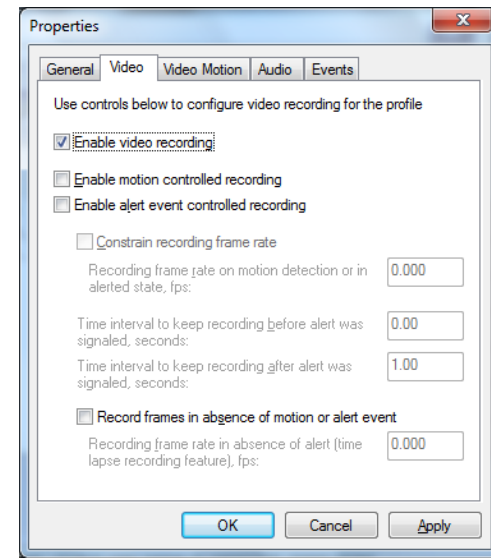 Properties
General Video Video Motion Audio Events
Use controls below to configure video recording for the profile
Enable video recording
Enable motion controlled recording
Enable alert event controlled recording
Constrain recording frame rate
Recording frame rate on motion detection or in
alerted state, fps:
0.000
Time interval to keep recording before alert was
signaled, seconds:
0.00
Time interval to keep recording after alert was
signaled, seconds:
1.00
Record frames in absence of motion or alert event
Recording frame rate in absence of alert (time
lapse recording feature), fps:
0.000
OK Cancel Apply